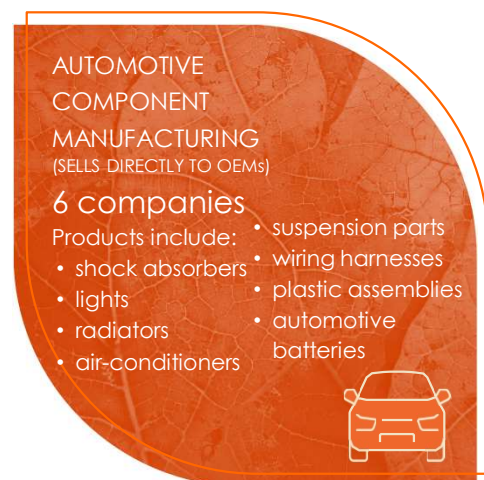 AUTOMOTIVE
COMPONENT
MANUFACTURING
(SELLS DIRECTLY TO OEMs)
6 companies
Products include:
• shock absorbers
• lights
• radiators
• air-conditioners
• suspension parts
• wiring harnesses
• plastic assemblies
• automotive
batteries